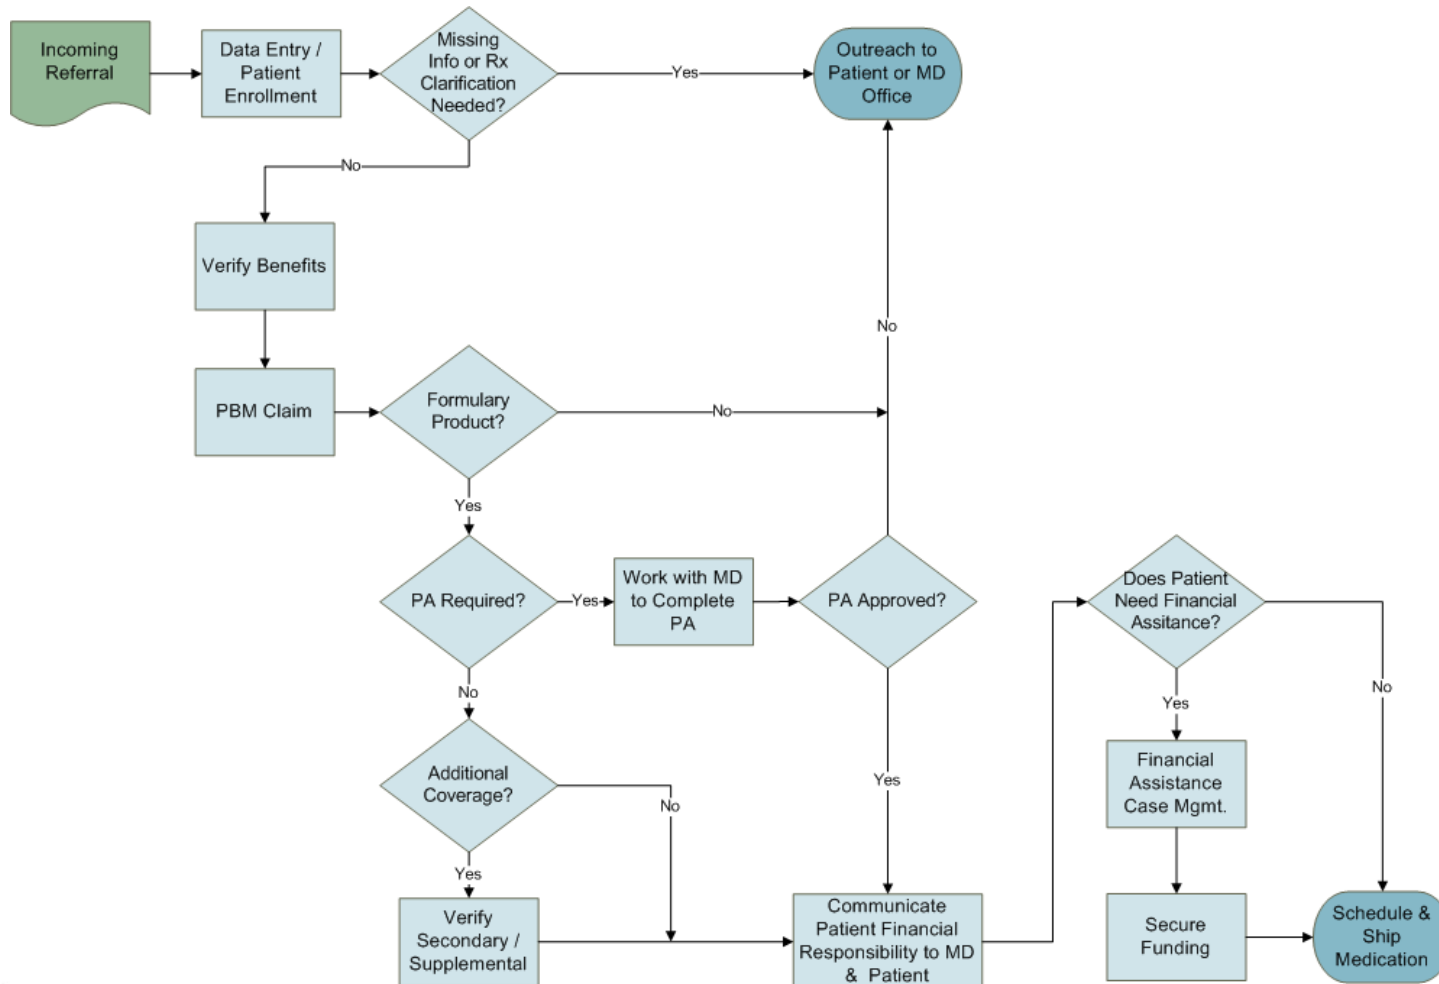 Incoming
Referral
Data Entry /
Patient
Enrollment
Missing
Info or Rx
Clarification
Needed?
Yes
Outreach to
Patient or MD
Office
No
Verify Benefits
No
PBM Claim
Formulary
Product?
No
Yes
PA Required?
Yes
Work with MD
to Complete
PA
PA Approved?
Does Patient
Need Financial
Assitance?
No
No
Yes
Additional
Coverage?
No
Yes
Financial
Assistance
Case Mgmt.
Yes
Verify
Secondary /
Supplemental
Communicate
Patient Financial
Responsibility to MD
& Patient
Secure
Funding
Schedule &
Ship
Medication